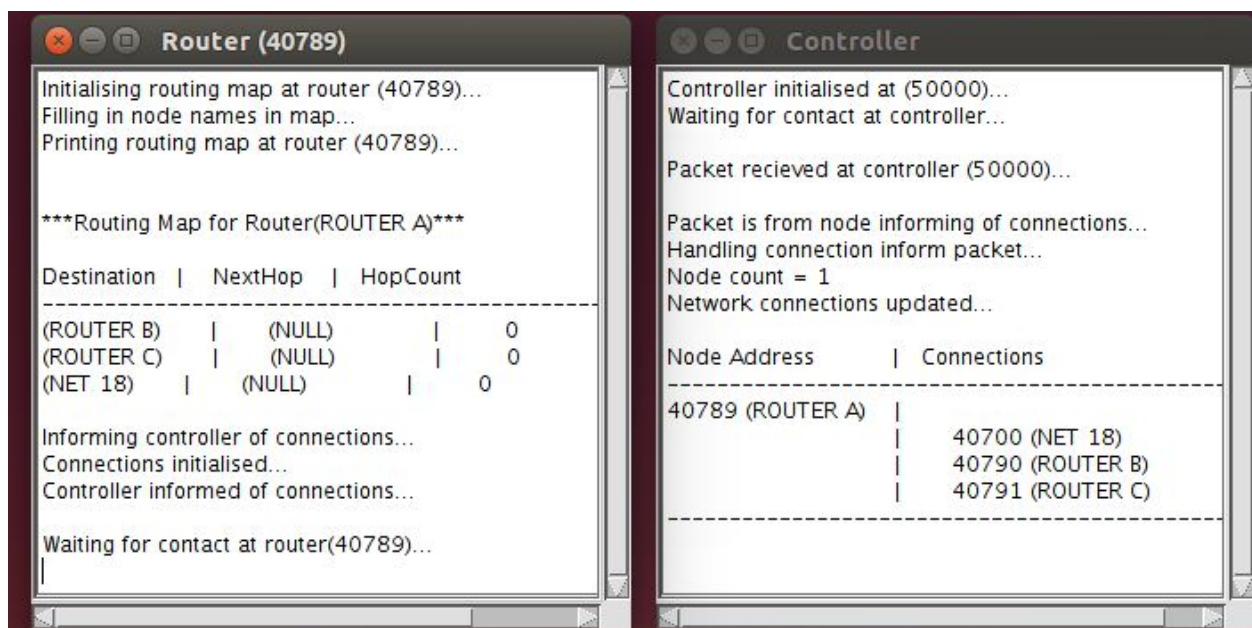 Router (40789)
Initialising routing map at router (40789)...
Filling in node names in map...
Printing routing map at router (40789)...
***Routing Map for Router(ROUTER A)***
Destination | NextHop | HopCount
------------------------------------------------------------
(ROUTER B) | (NULL) | 0
(ROUTER C) | (NULL) | 0
(NET 18) | (NULL) | 0
Informing controller of connections...
Connections initialised...
Controller informed of connections...
Waiting for contact at router(40789)...
Controller
Controller initialised at (50000)...
Waiting for contact at controller...
Packet recieved at controller (50000)...
Packet is from node informing of connections...
Handling connection inform packet...
Node count = 1
Network connections updated...
Node Address | Connections
------------------------------------------------------------
40789 (ROUTER A) |
| 40700 (NET 18)
| 40790 (ROUTER B)
| 40791 (ROUTER C)
------------------------------------------------------------